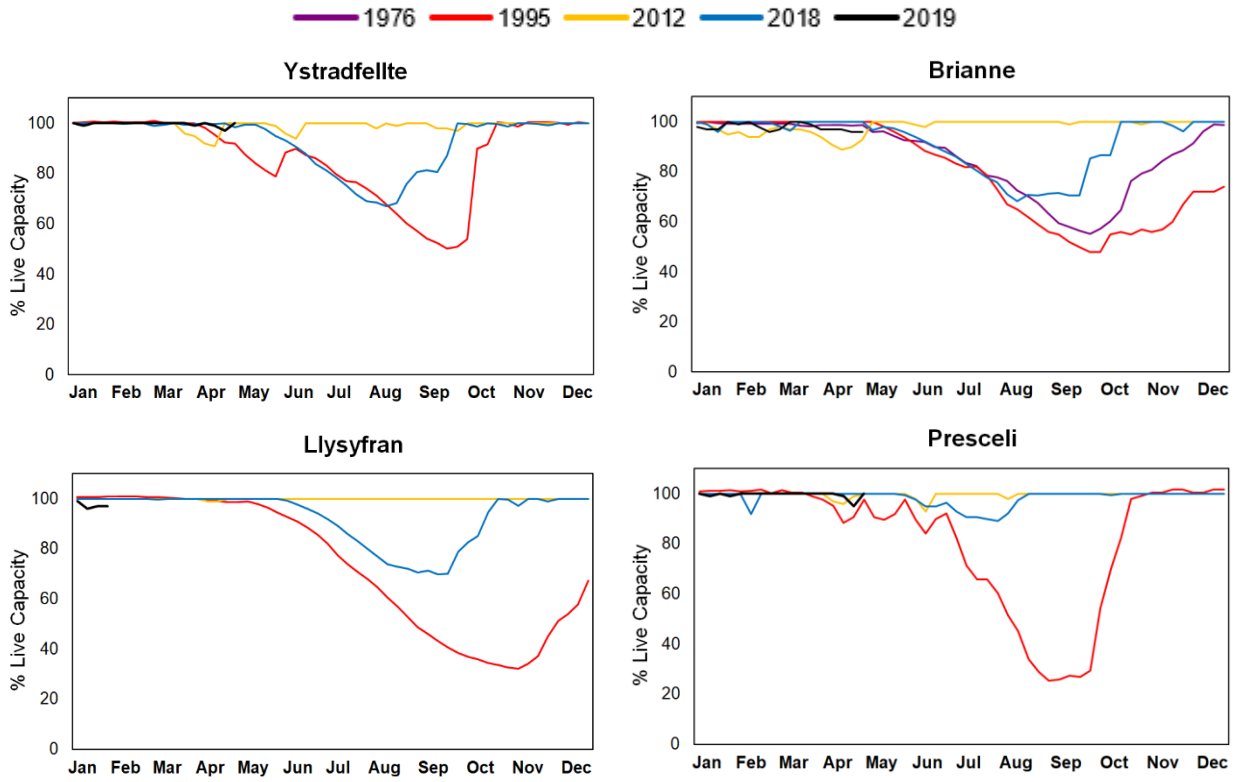 1976 1995 2012 2018 2019
Ystradfellte
% Live Capacity
100
80
60
40
20
0
Jan Feb Mar Apr May Jun Jul Aug Sep Oct Nov Dec
Brianne
% Live Capacity
100
80
60
40
20
0
Jan Feb Mar Apr May Jun Jul Aug Sep Oct Nov Dec
Llysyfran
% Live Capacity
100
80
60
40
20
0
Jan Feb Mar Apr May Jun Jul Aug Sep Oct Nov Dec
Presceli
% Live Capacity
100
80
60
40
20
0
Jan Feb Mar Apr May Jun Jul Aug Sep Oct Nov Dec